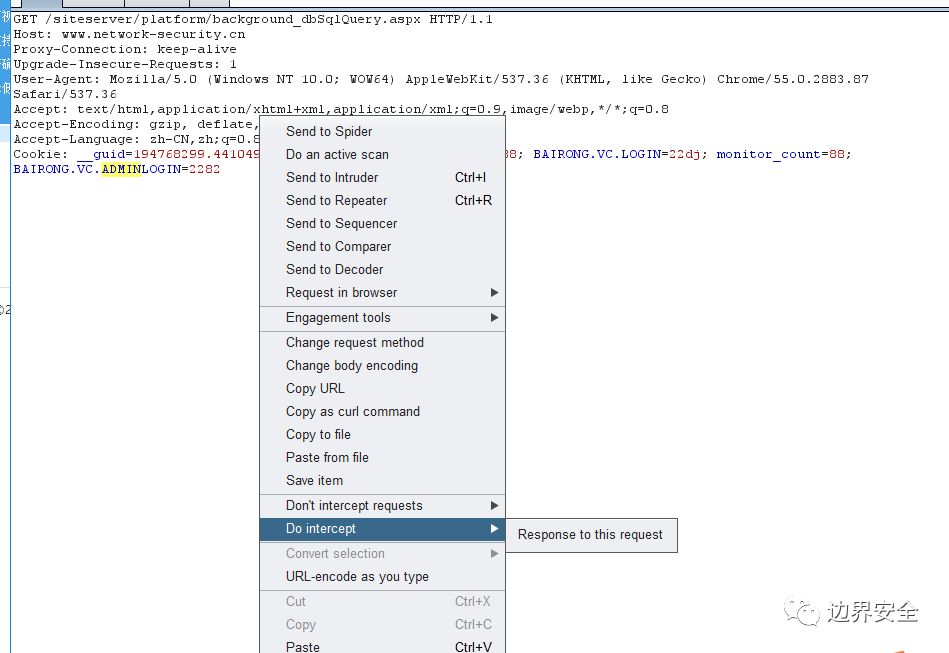 GET /siteserver/platform/background_dbSqlQuery.aspx HTTP/1.1
Host: www.network-security.cn
Proxy-Connection: keep-alive
Upgrade-Insecure-Requests: 1
User-Agent: Mozilla/5.0 (Windows NT 10.0; WOW64) AppleWebKit/537.36 (KHTML, like Gecko) Chrome/55.0.2883.87
Safari/537.36
Accept: text/html,application/xhtml+xml,application/xml;q=0.9,image/webp,*/*;q=0.8
Accept-Encoding: gzip, deflate,
Accept-Language: zh-CN,zh;q=0.8
Cookie: __guid=194768299.441049 38; BAIRONG.VC.LOGIN=22dj; monitor_count=88;
BAIRONG.VC.ADMINLOGIN=2282
Send to Spider
Do an active scan
Send to Intruder Ctrl+I
Send to Repeater Ctrl+R
Send to Sequencer
Send to Comparer
Send to Decoder
Request in browser
Engagement tools
Change request method
Change body encoding
Copy URL
Copy as curl command
Copy to file
Paste from file
Save item
Don't intercept requests
Do intercept
Response to this request
Convert selection
URL-encode as you type
Cut Ctrl+X
Copy Ctrl+C
Paste Ctrl+V
边界安全